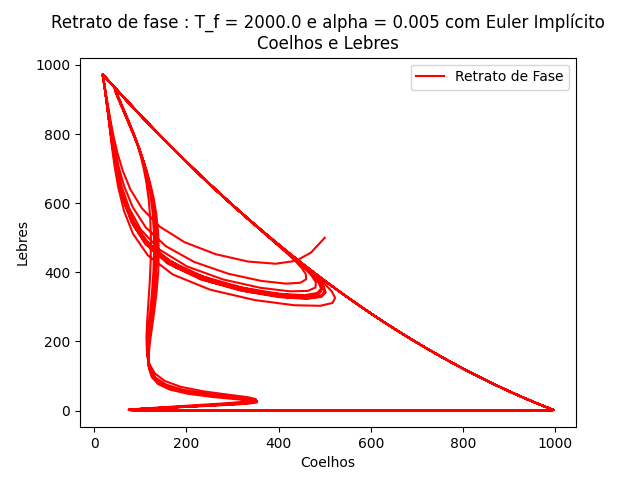 Retrato de fase : T_f = 2000.0 e alpha = 0.005 com Euler Implícito
Coelhos e Lebres
Retrato de Fase
1000
800
600
400
200
0
Lebres
0 200 400 600 800 1000
Coelhos